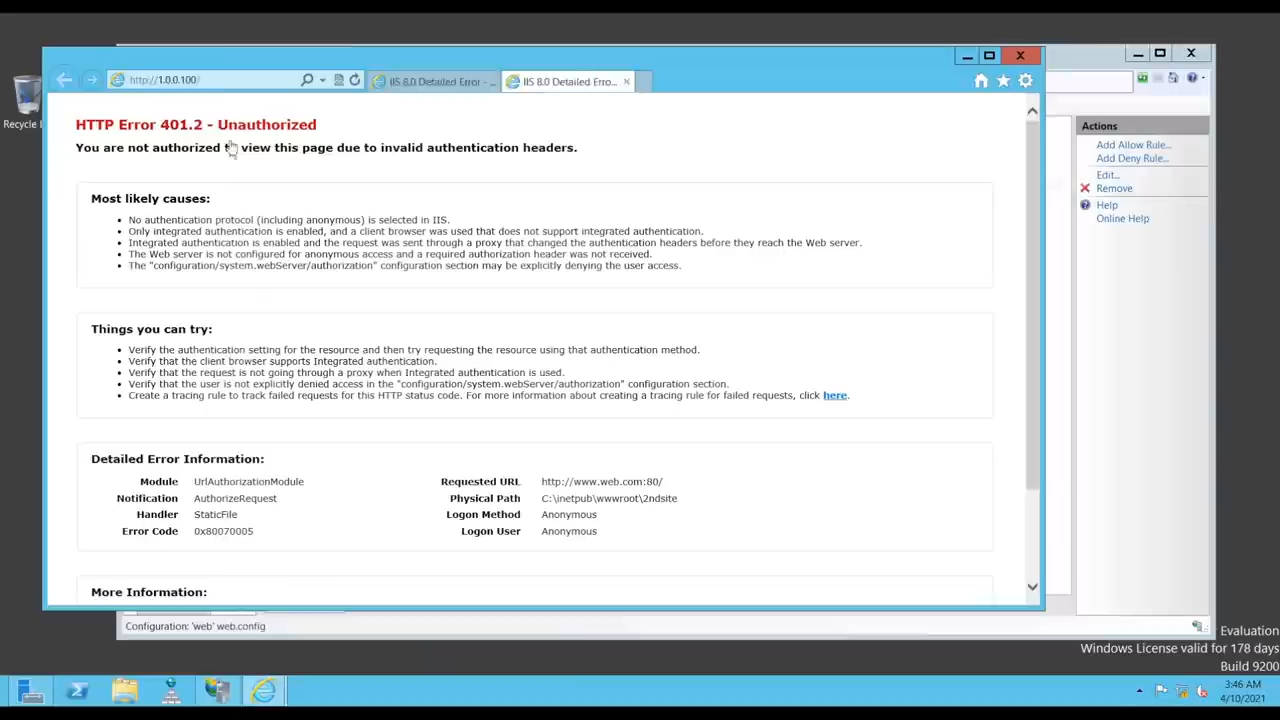 http://1.0.0.100/
IIS 8.0 Detailed Error - ...
IIS 8.0 Detailed Erro...
HTTP Error 401.2 - Unauthorized
You are not authorized view this page due to invalid authentication headers.
Most likely causes:
No authentication protocol (including anonymous) is selected in IIS.
Only integrated authentication is enabled, and a client browser was used that does not support integrated authentication.
Integrated authentication is enabled and the request was sent through a proxy that changed the authentication headers before they reach the Web server.
The Web server is not configured for anonymous access and a required authorization header was not received.
The "configuration/system.webServer/authorization" configuration section may be explicitly denying the user access.
Things you can try:
Verify the authentication setting for the resource and then try requesting the resource using that authentication method.
Verify that the client browser supports Integrated authentication.
Verify that the request is not going through a proxy when Integrated authentication is used.
Verify that the user is not explicitly denied access in the "configuration/system.webServer/authorization" configuration section.
Create a tracing rule to track failed requests for this HTTP status code. For more information about creating a tracing rule for failed requests, click here.
Detailed Error Information:
Module UrlAuthorizationModule
Notification AuthorizeRequest
Handler StaticFile
Error Code 0x80070005
Requested URL http://www.web.com:80/
Physical Path C:\inetpub\wwwroot\2ndsite
Logon Method Anonymous
Logon User Anonymous
More Information:
Actions
Add Allow Rule...
Add Deny Rule...
Edit...
Remove
Help
Online Help
Recycle
Configuration: 'web' web.config
Evaluation
Windows License valid for 178 days
Build 9200
3:46 AM
4/10/2021